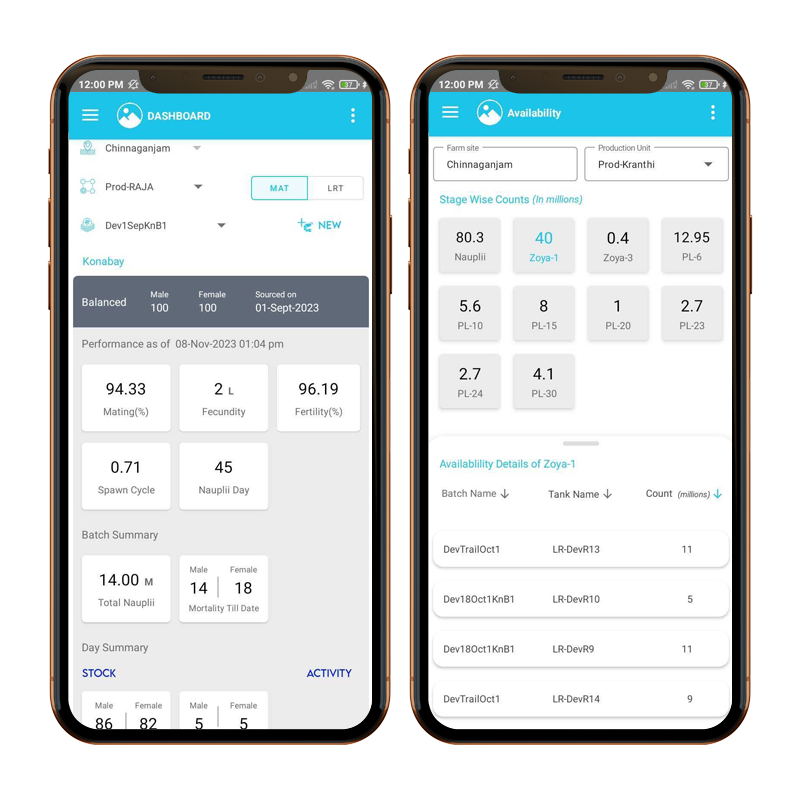 12:00 PM
37
DASHBOARD
Chinnaganjam
Prod-RAJA
MAT
LRT
Dev1SepKnB1
NEW
Konabay
Balanced
Male
100
Female
100
Sourced on
01-Sept-2023
Performance as of 08-Nov-2023 01:04 pm
94.33
Mating(%)
2 L
Fecundity
96.19
Fertility(%)
0.71
Spawn Cycle
45
Nauplii Day
Batch Summary
14.00 M
Total Nauplii
Male Female
14 18
Mortality Till Date
Day Summary
STOCK
ACTIVITY
Male Female
86 82
Male Female
5 5
12:00 PM
37
Availability
Farm site
Chinnaganjam
Production Unit
Prod-Kranthi
Stage Wise Counts (In millions)
80.3
Nauplii
40
Zoya-1
0.4
Zoya-3
12.95
PL-6
5.6
PL-10
8
PL-15
1
PL-20
2.7
PL-23
2.7
PL-24
4.1
PL-30
Availablility Details of Zoya-1
Batch Name Tank Name Count (millions)
DevTrailOct1 LR-DevR13 11
Dev18Oct1KnB1 LR-DevR10 5
Dev18Oct1KnB1 LR-DevR9 11
DevTrailOct1 LR-DevR14 9